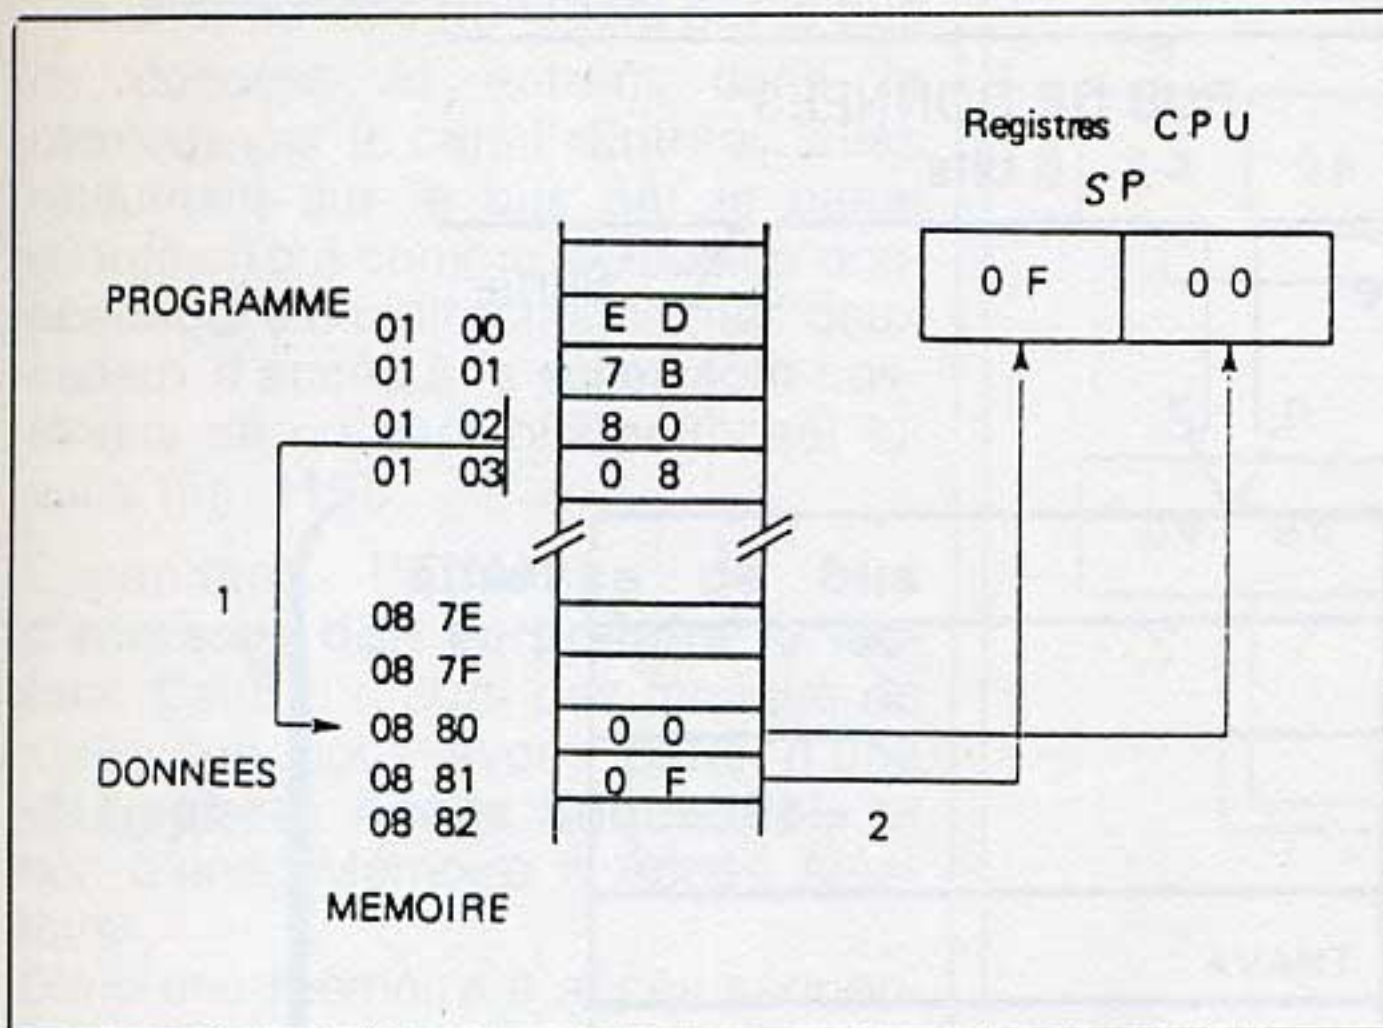 Registres CPU
SP
0F 00
PROGRAMME
01 00 ED
01 01 7B
01 02 80
01 03 08
1
08 7E
08 7F
08 80 00
DONNEES
08 81 0F
08 82
2
MEMOIRE